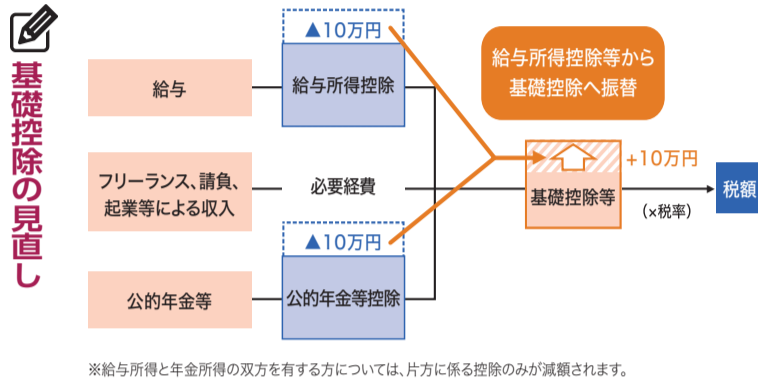 基礎控除の見直し
▲10万円
給与所得控除等から
基礎控除へ振替
給与
給与所得控除
+10万円
フリーランス、請負、
起業等による収入
必要経費
基礎控除等
(×税率)
税額
▲10万円
公的年金等
公的年金等控除
※給与所得と年金所得の双方を有する方については、片方に係る控除のみが減額されます。